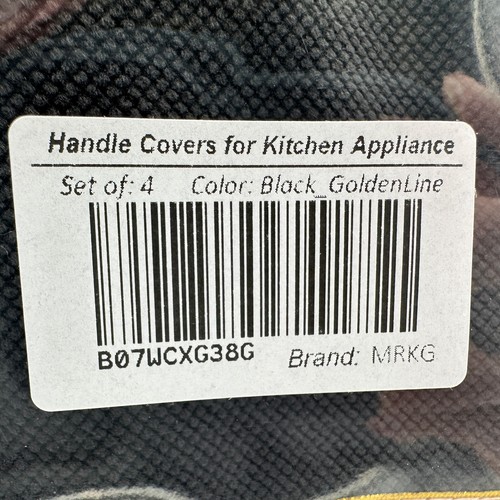 Handle Covers for Kitchen Appliance
Set of: 4 Color: Black_GoldenLine
B07WCXG38G Brand: MRKG